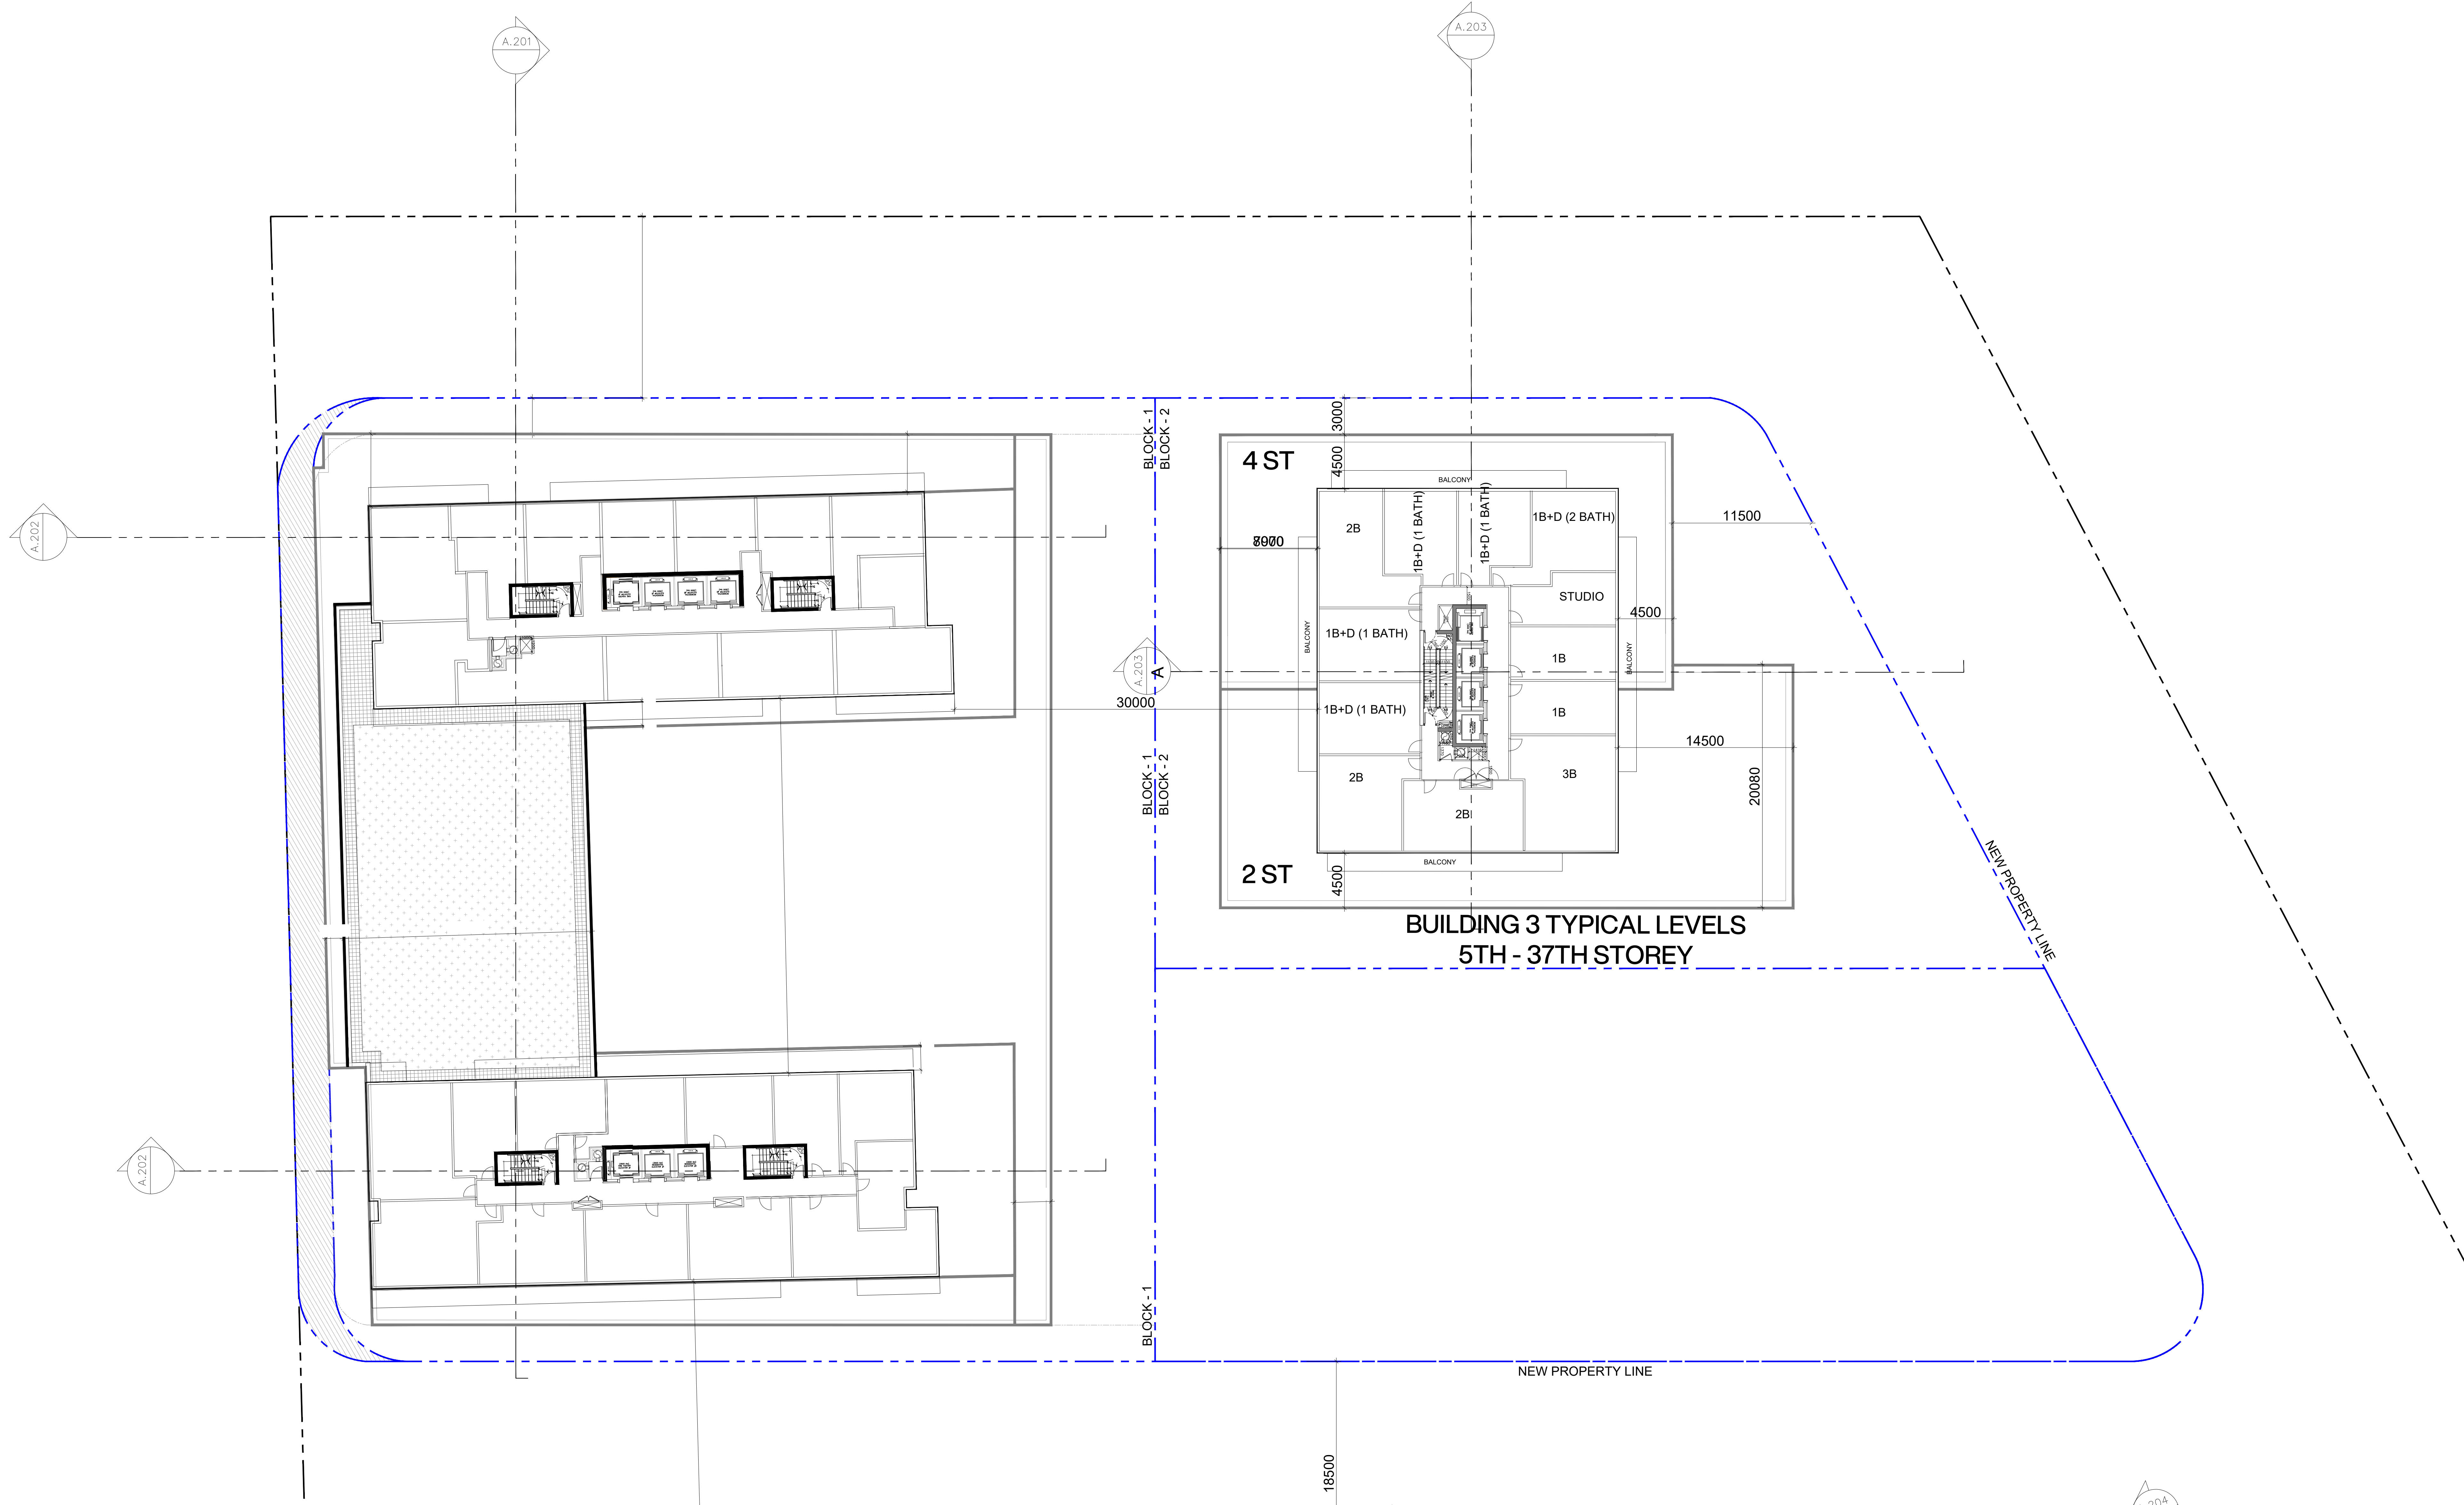 A.201
A.203
BLOCK - 1
BLOCK - 2
3000
4500
4 ST
BALCONY
2B
1B+D (1 BATH)
1B+D (1 BATH)
1B+D (2 BATH)
11500
A.202
STUDIO
4500
BALCONY
1B+D (1 BATH)
1B
BALCONY
A.203
A
30000
1B+D (1 BATH)
1B
14500
BLOCK - 1
BLOCK - 2
2B
3B
20080
2B
BALCONY
2 ST
4500
NEW PROPERTY LINE
BUILDING 3 TYPICAL LEVELS
5TH - 37TH STOREY
A.202
BLOCK - 1
NEW PROPERTY LINE
18500
204